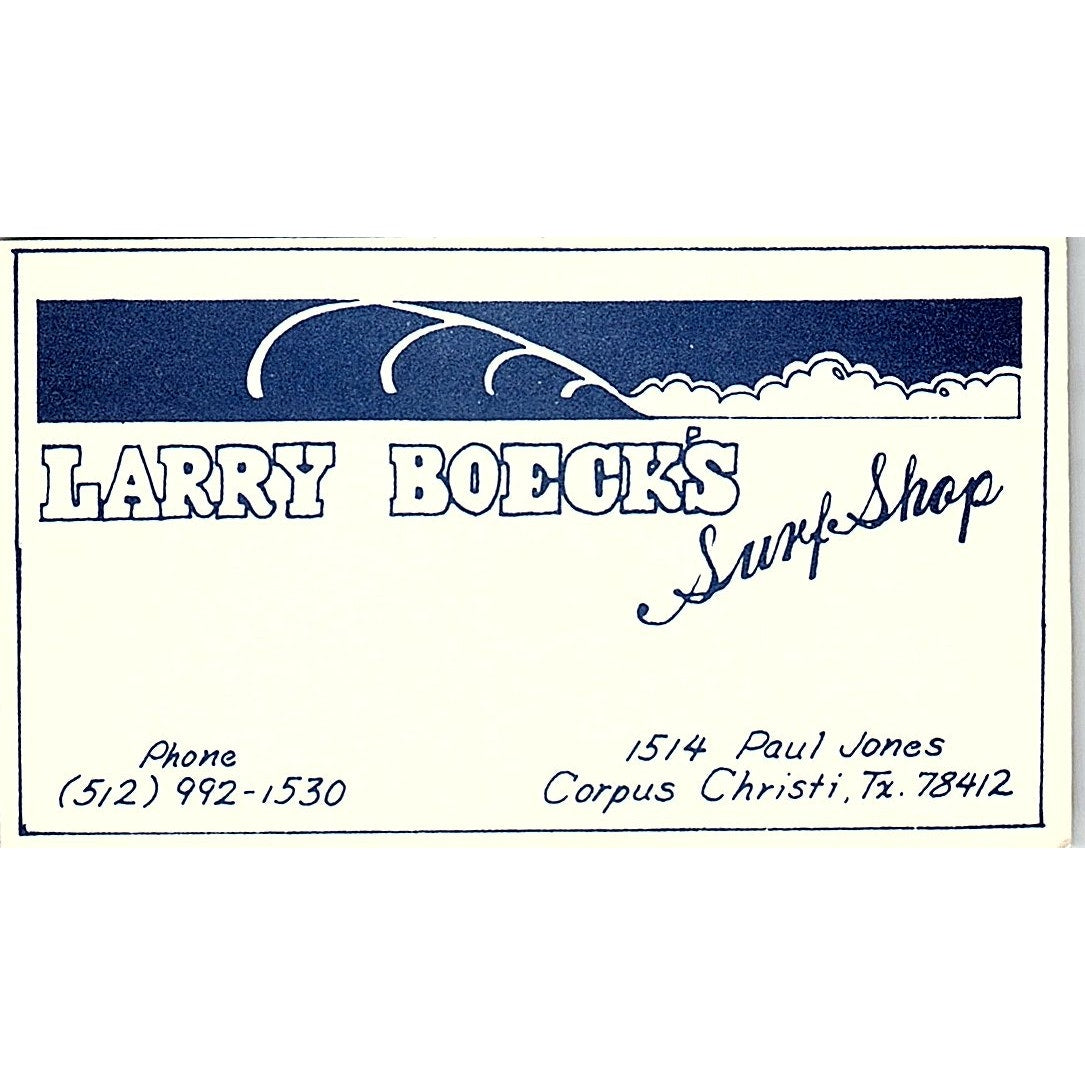 LARRY BOECK'S
Surf Shop
Phone
(512) 992-1530
1514 Paul Jones
Corpus Christi, Tx. 78412